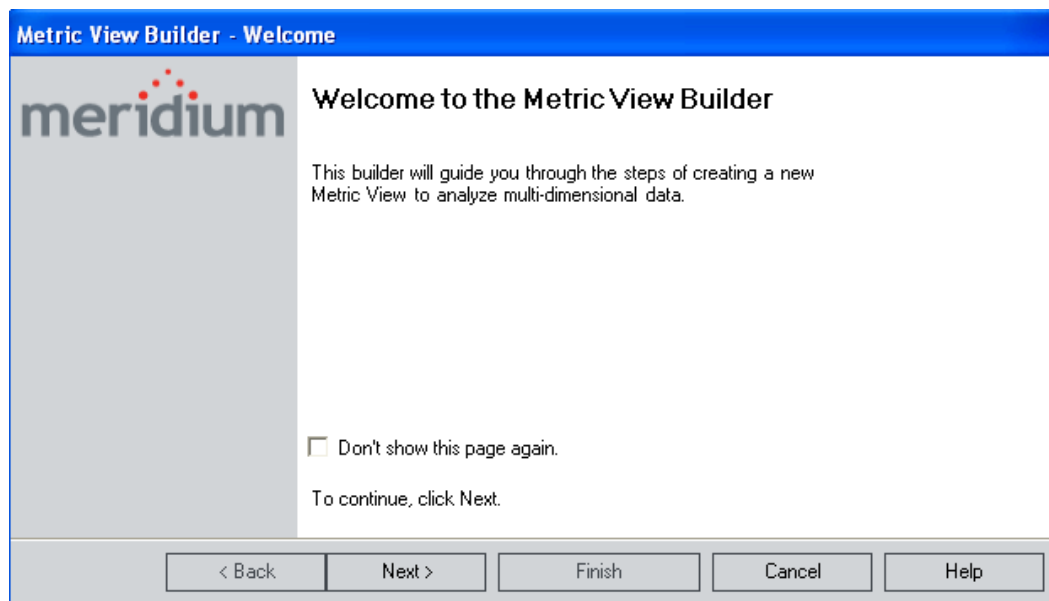 Metric View Builder - Welcome
meridium
Welcome to the Metric View Builder
This builder will guide you through the steps of creating a new
Metric View to analyze multi-dimensional data.
Don't show this page again.
To continue, click Next.
< Back
Next >
Finish
Cancel
Help